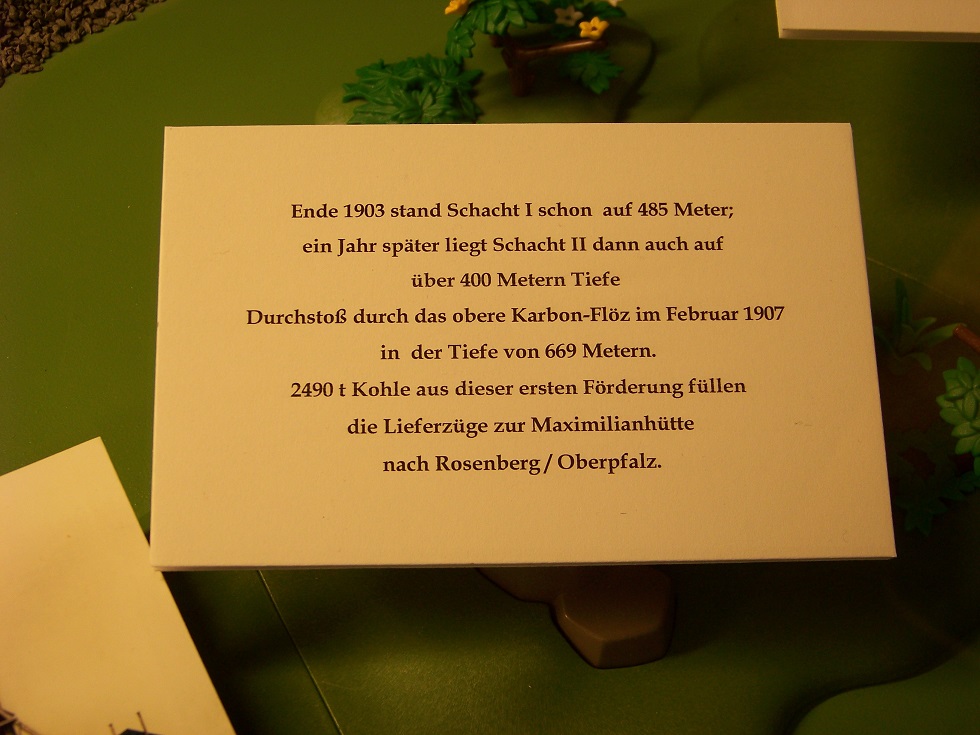 Ende 1903 stand Schacht I schon auf 485 Meter;
ein Jahr später liegt Schacht II dann auch auf
über 400 Metern Tiefe
Durchstoß durch das obere Karbon-Flöz im Februar 1907
in der Tiefe von 669 Metern.
2490 t Kohle aus dieser ersten Förderung füllen
die Lieferzüge zur Maximilianhütte
nach Rosenberg / Oberpfalz.